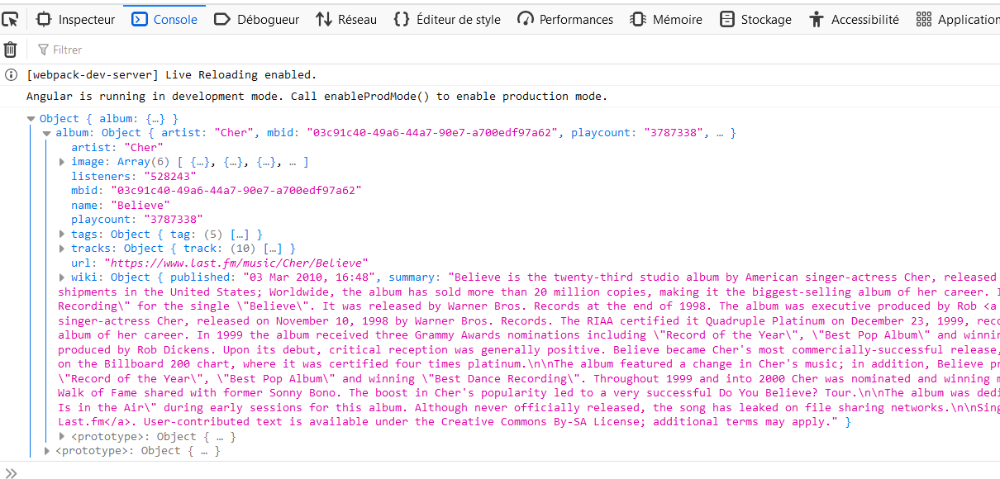 Inspecteur Console Débogueur Réseau Éditeur de style Performances Mémoire Stockage Accessibilité Application
Filtrer
[webpack-dev-server] Live Reloading enabled.
Angular is running in development mode. Call enableProdMode() to enable production mode.
Object { album: {…} }
album: Object { artist: "Cher", mbid: "03c91c40-49a6-44a7-90e7-a700edf97a62", playcount: "3787338", … }
artist: "Cher"
image: Array(6) [ {…}, {…}, {…}, … ]
listeners: "528243"
mbid: "03c91c40-49a6-44a7-90e7-a700edf97a62"
name: "Believe"
playcount: "3787338"
tags: Object { tag: (5) […] }
tracks: Object { track: (10) […] }
url: "https://www.last.fm/music/Cher/Believe"
wiki: Object { published: "03 Mar 2010, 16:48", summary: "Believe is the twenty-third studio album by American singer-actress Cher, released
shipments in the United States; Worldwide, the album has sold more than 20 million copies, making it the biggest-selling album of her career. I
Recording\" for the single \"Believe\". It was released by Warner Bros. Records at the end of 1998. The album was executive produced by Rob <a
singer-actress Cher, released on November 10, 1998 by Warner Bros. Records. The RIAA certified it Quadruple Platinum on December 23, 1999, reco
album of her career. In 1999 the album received three Grammy Awards nominations including \"Record of the Year\", \"Best Pop Album\" and winnin
produced by Rob Dickens. Upon its debut, critical reception was generally positive. Believe became Cher's most commercially-successful release,
on the Billboard 200 chart, where it was certified four times platinum.\n\nThe album featured a change in Cher's music; in addition, Believe pr
\"Record of the Year\", \"Best Pop Album\" and winning \"Best Dance Recording\". Throughout 1999 and into 2000 Cher was nominated and winning m
Walk of Fame shared with former Sonny Bono. The boost in Cher's popularity led to a very successful Do You Believe? Tour.\n\nThe album was dedi
Is in the Air\" during early sessions for this album. Although never officially released, the song has leaked on file sharing networks.\n\nSing
Last.fm</a>. User-contributed text is available under the Creative Commons By-SA License; additional terms may apply." }
<prototype>: Object { … }
<prototype>: Object { … }